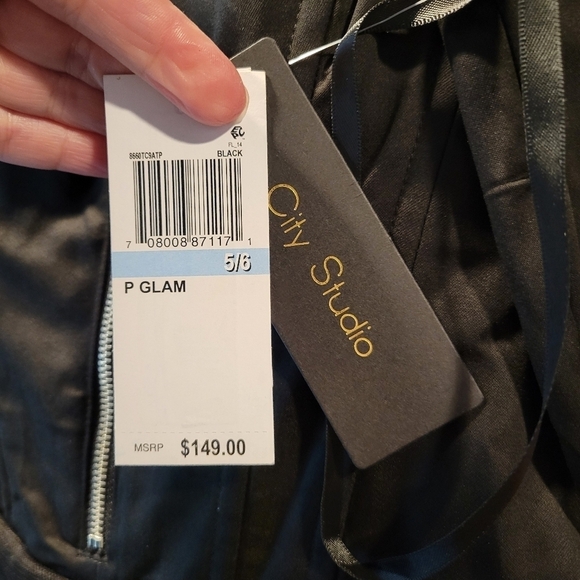 FL_14
8660TC9ATP BLACK
7 08008 87117 1
5/6
P GLAM
MSRP $149.00
City Studio